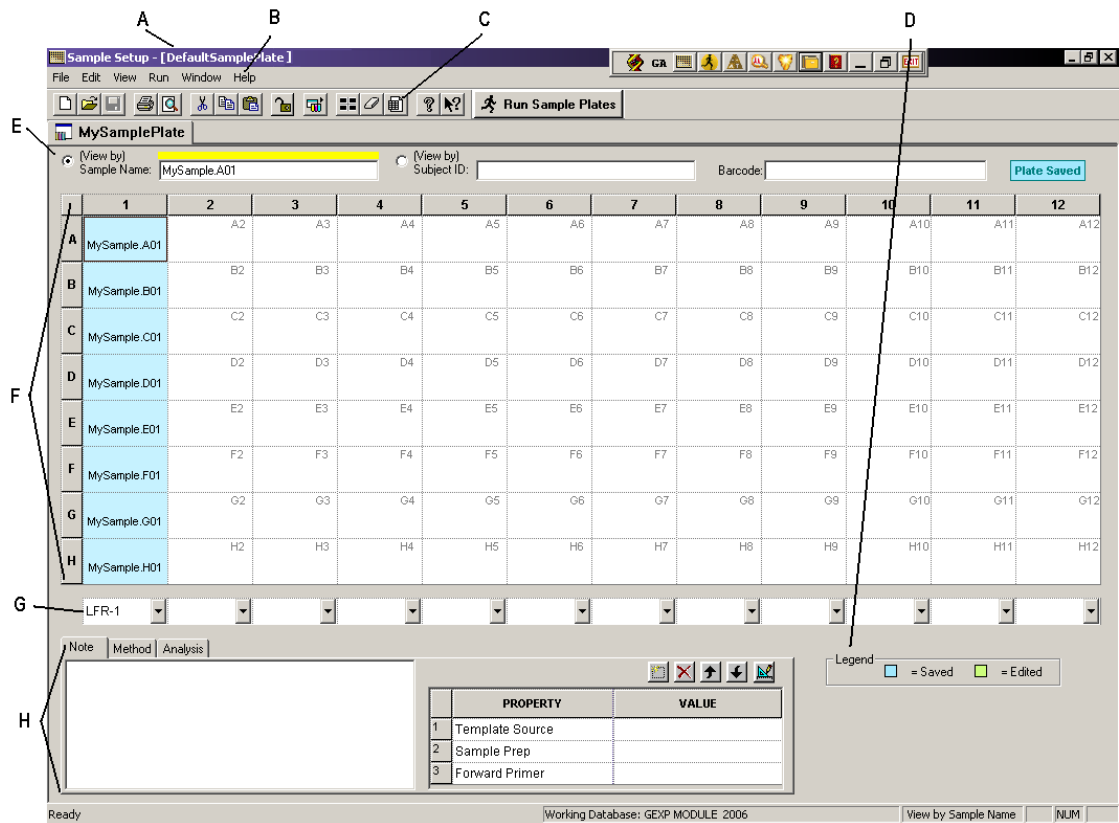 A B C D
Sample Setup - [DefaultSamplePlate ]
GA EXIT
File Edit View Run Window Help
Run Sample Plates
E
MySamplePlate
(View by) Sample Name: MySample.A01 (View by) Subject ID: Barcode: Plate Saved
1 2 3 4 5 6 7 8 9 10 11 12
A MySample.A01 A2 A3 A4 A5 A6 A7 A8 A9 A10 A11 A12
B MySample.B01 B2 B3 B4 B5 B6 B7 B8 B9 B10 B11 B12
C MySample.C01 C2 C3 C4 C5 C6 C7 C8 C9 C10 C11 C12
D MySample.D01 D2 D3 D4 D5 D6 D7 D8 D9 D10 D11 D12
F
E MySample.E01 E2 E3 E4 E5 E6 E7 E8 E9 E10 E11 E12
F MySample.F01 F2 F3 F4 F5 F6 F7 F8 F9 F10 F11 F12
G MySample.G01 G2 G3 G4 G5 G6 G7 G8 G9 G10 G11 G12
H MySample.H01 H2 H3 H4 H5 H6 H7 H8 H9 H10 H11 H12
G LFR-1
Note Method Analysis
Legend = Saved = Edited
H
PROPERTY VALUE
1 Template Source
2 Sample Prep
3 Forward Primer
Ready Working Database: GEXP MODULE 2006 View by Sample Name NUM